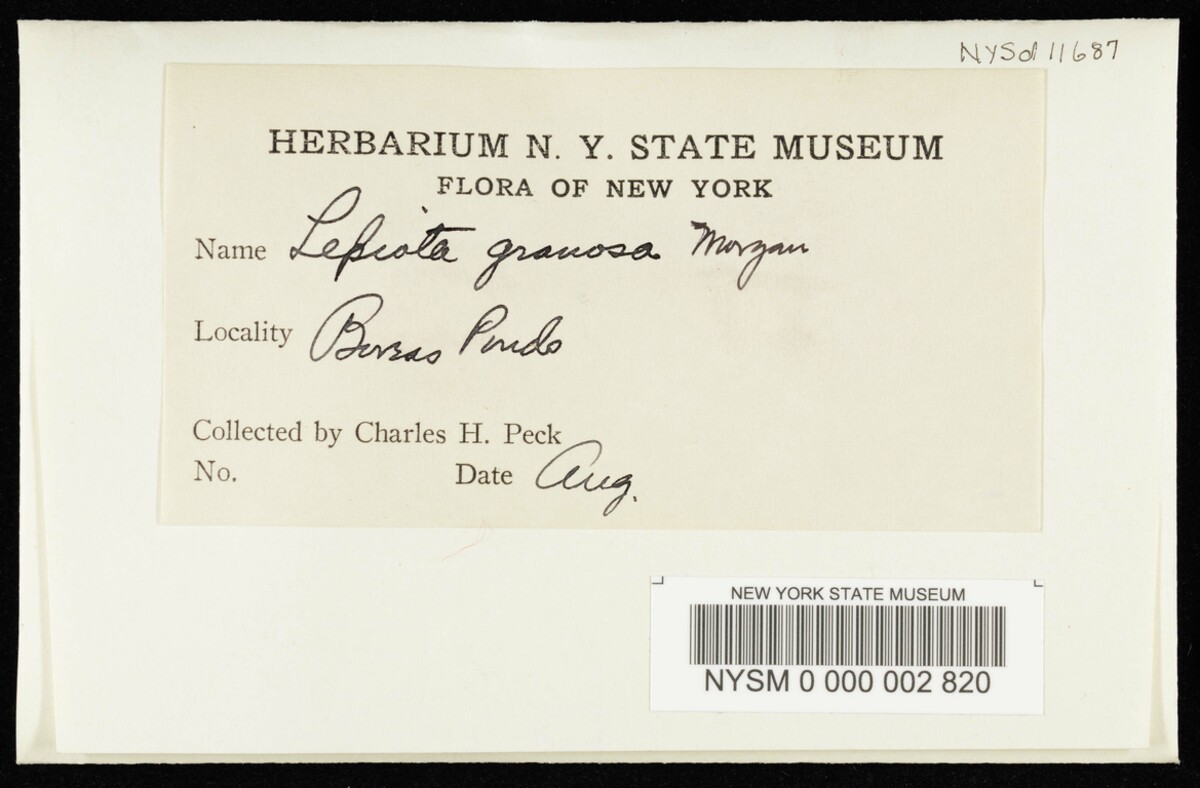 NYSd 11687
HERBARIUM N. Y. STATE MUSEUM
FLORA OF NEW YORK
Name Lepiota granosa Morgan
Locality Boreas Ponds
Collected by Charles H. Peck
No. Date Aug.
NEW YORK STATE MUSEUM
NYSM 0 000 002 820